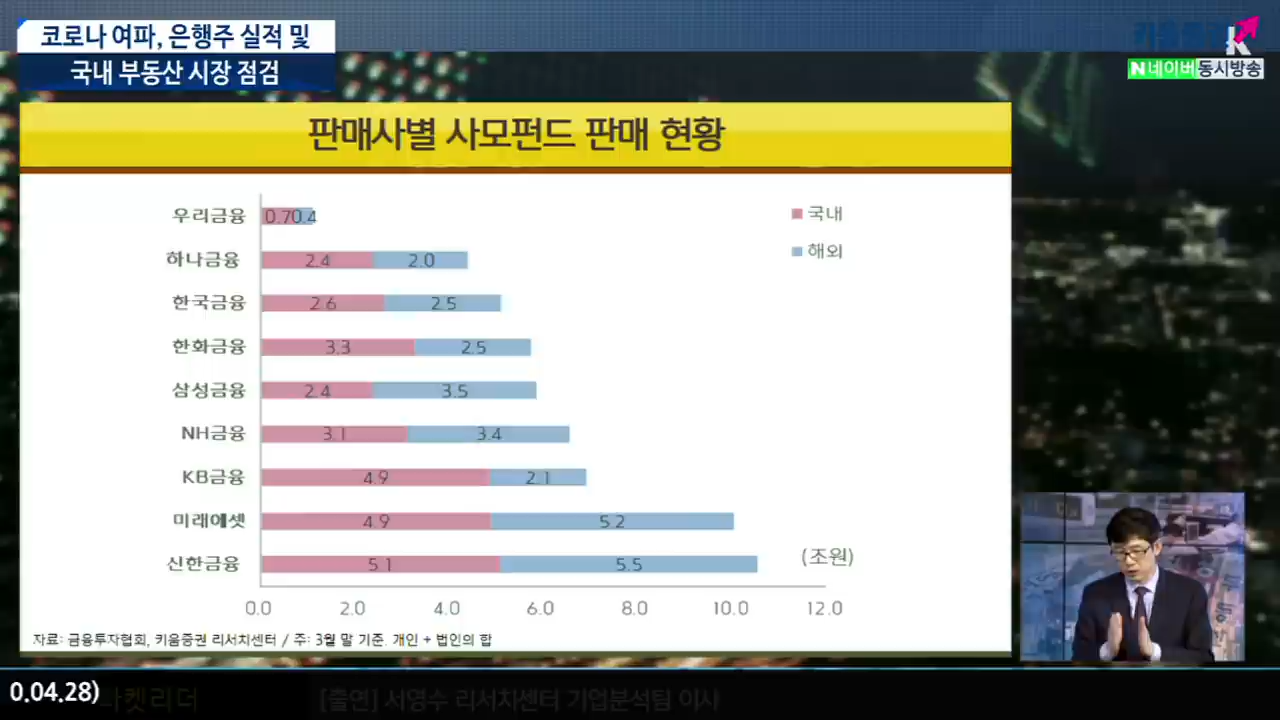 코로나 여파, 은행주 실적 및
국내 부동산 시장 점검
K
N 네이버 동시방송
판매사별 사모펀드 판매 현황
국내
해외
우리금융 0.7 0.4
하나금융 2.4 2.0
한국금융 2.6 2.5
한화금융 3.3 2.5
삼성금융 2.4 3.5
NH금융 3.1 3.4
KB금융 4.9 2.1
미래에셋 4.9 5.2
신한금융 5.1 5.5
(조원)
0.0 2.0 4.0 6.0 8.0 10.0 12.0
자료: 금융투자협회, 키움증권 리서치센터 / 주: 3월 말 기준. 개인 + 법인의 합
0.04.28)
마켓리더 [출연] 서영수 리서치센터 기업분석팀 이사